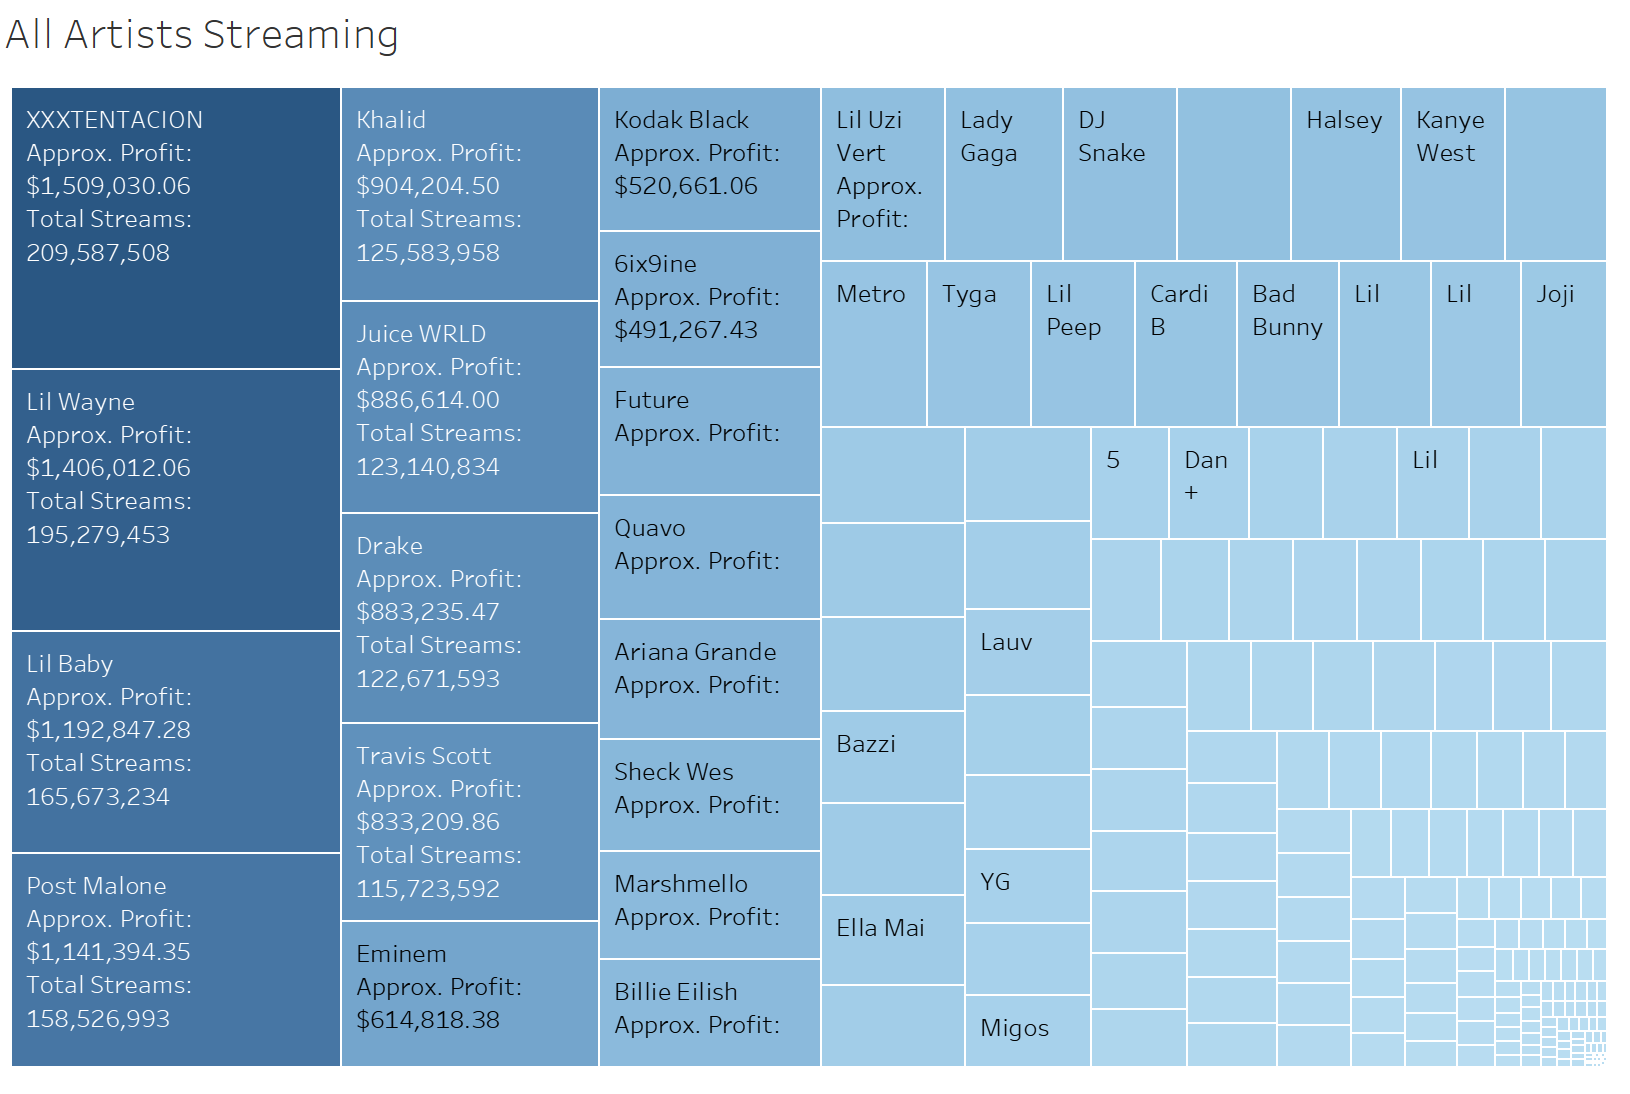 All Artists Streaming
XXXTENTACION
Approx. Profit:
$1,509,030.06
Total Streams:
209,587,508
Lil Wayne
Approx. Profit:
$1,406,012.06
Total Streams:
195,279,453
Lil Baby
Approx. Profit:
$1,192,847.28
Total Streams:
165,673,234
Post Malone
Approx. Profit:
$1,141,394.35
Total Streams:
158,526,993
Khalid
Approx. Profit:
$904,204.50
Total Streams:
125,583,958
Juice WRLD
Approx. Profit:
$886,614.00
Total Streams:
123,140,834
Drake
Approx. Profit:
$883,235.47
Total Streams:
122,671,593
Travis Scott
Approx. Profit:
$833,209.86
Total Streams:
115,723,592
Eminem
Approx. Profit:
$614,818.38
Kodak Black
Approx. Profit:
$520,661.06
6ix9ine
Approx. Profit:
$491,267.43
Future
Approx. Profit:
Quavo
Approx. Profit:
Ariana Grande
Approx. Profit:
Sheck Wes
Approx. Profit:
Marshmello
Approx. Profit:
Billie Eilish
Approx. Profit:
Lil Uzi
Vert
Approx.
Profit:
Lady
Gaga
DJ
Snake
Halsey
Kanye
West
Metro
Tyga
Lil
Peep
Cardi
B
Bad
Bunny
Lil
Lil
Joji
Bazzi
Ella Mai
Lauv
YG
Migos
5
Dan
+
Lil